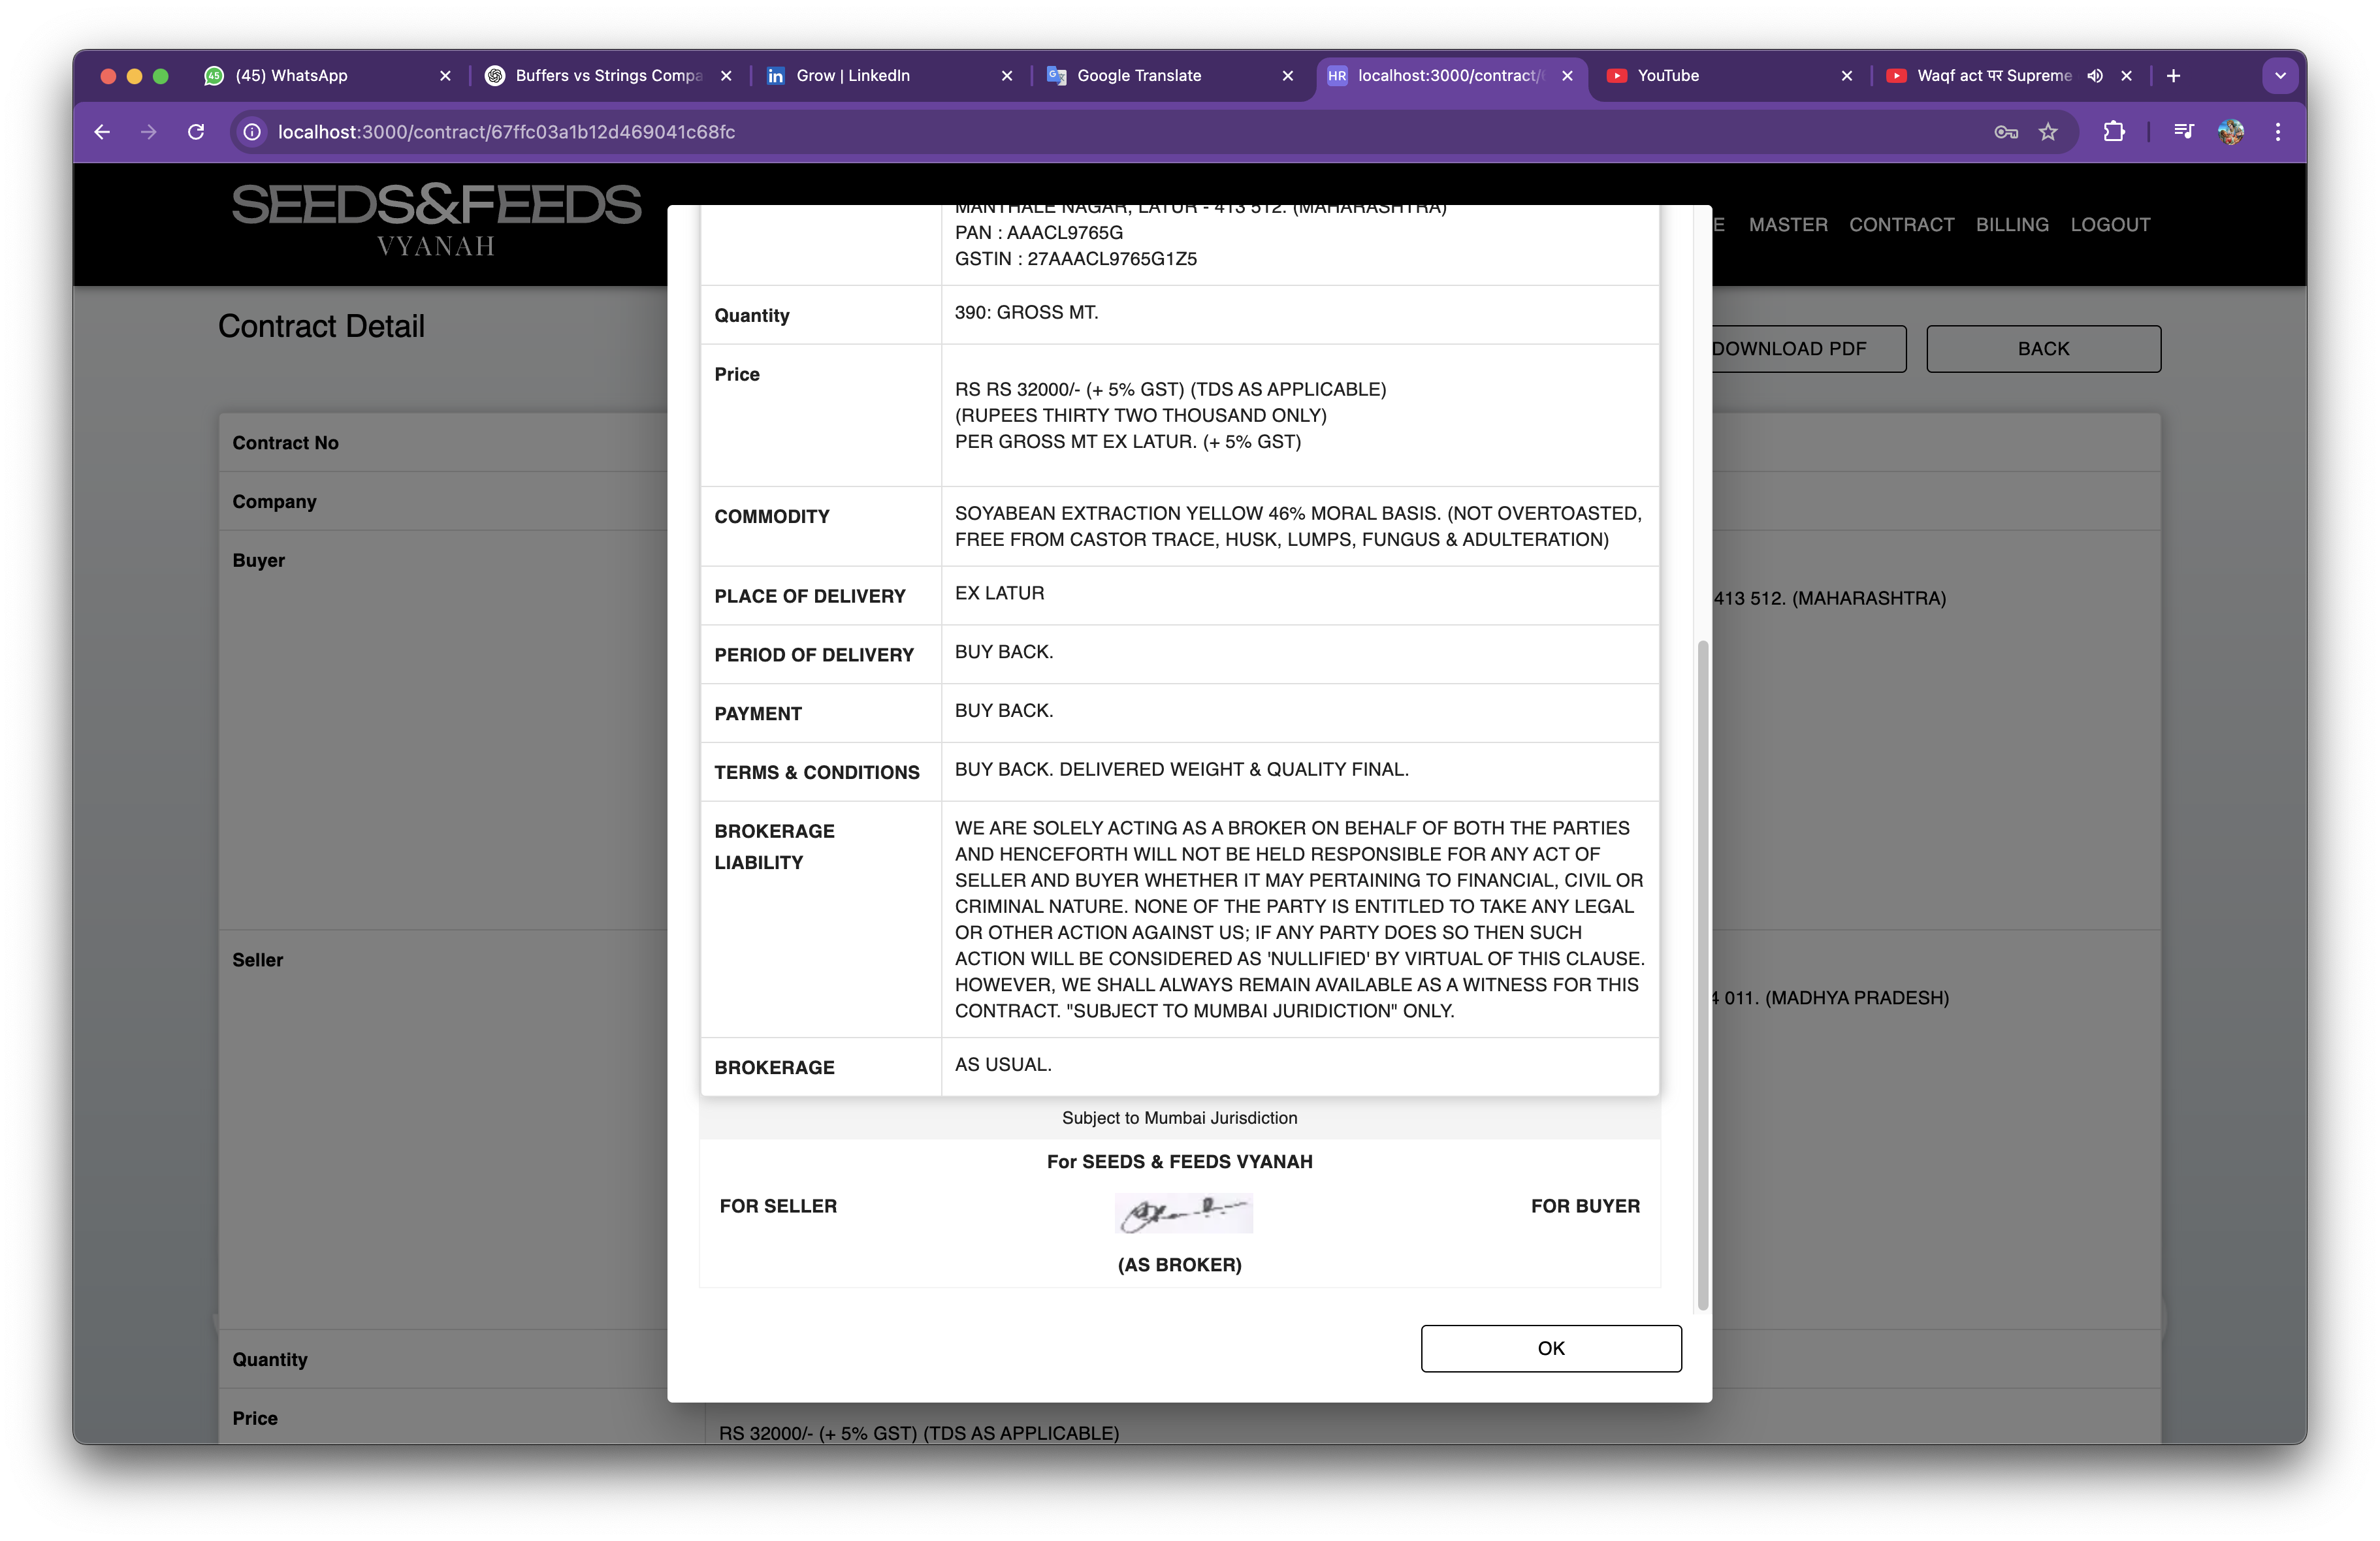 (45) WhatsApp
Buffers vs Strings Compa
Grow | LinkedIn
Google Translate
HR localhost:3000/contract/
YouTube
Waqf act पर Supreme
localhost:3000/contract/67ffc03a1b12d469041c68fc
SEEDS&FEEDS
VYANAH
E MASTER CONTRACT BILLING LOGOUT
Contract Detail
DOWNLOAD PDF
BACK
Contract No
Company
Buyer
413 512. (MAHARASHTRA)
Seller
4 011. (MADHYA PRADESH)
Quantity
Price
RS 32000/- (+ 5% GST) (TDS AS APPLICABLE)
MANTHALE NAGAR, LATUR - 413 512. (MAHARASHTRA)
PAN : AAACL9765G
GSTIN : 27AAACL9765G1Z5
Quantity
390: GROSS MT.
Price
RS RS 32000/- (+ 5% GST) (TDS AS APPLICABLE)
(RUPEES THIRTY TWO THOUSAND ONLY)
PER GROSS MT EX LATUR. (+ 5% GST)
COMMODITY
SOYABEAN EXTRACTION YELLOW 46% MORAL BASIS. (NOT OVERTOASTED,
FREE FROM CASTOR TRACE, HUSK, LUMPS, FUNGUS & ADULTERATION)
PLACE OF DELIVERY
EX LATUR
PERIOD OF DELIVERY
BUY BACK.
PAYMENT
BUY BACK.
TERMS & CONDITIONS
BUY BACK. DELIVERED WEIGHT & QUALITY FINAL.
BROKERAGE
LIABILITY
WE ARE SOLELY ACTING AS A BROKER ON BEHALF OF BOTH THE PARTIES
AND HENCEFORTH WILL NOT BE HELD RESPONSIBLE FOR ANY ACT OF
SELLER AND BUYER WHETHER IT MAY PERTAINING TO FINANCIAL, CIVIL OR
CRIMINAL NATURE. NONE OF THE PARTY IS ENTITLED TO TAKE ANY LEGAL
OR OTHER ACTION AGAINST US; IF ANY PARTY DOES SO THEN SUCH
ACTION WILL BE CONSIDERED AS 'NULLIFIED' BY VIRTUAL OF THIS CLAUSE.
HOWEVER, WE SHALL ALWAYS REMAIN AVAILABLE AS A WITNESS FOR THIS
CONTRACT. "SUBJECT TO MUMBAI JURIDICTION" ONLY.
BROKERAGE
AS USUAL.
Subject to Mumbai Jurisdiction
For SEEDS & FEEDS VYANAH
FOR SELLER
FOR BUYER
(AS BROKER)
OK